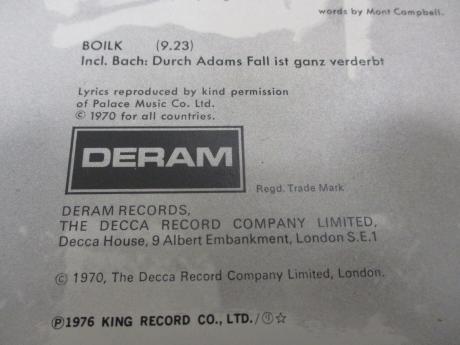 words by Mont Campbell.
BOILK (9.23)
Incl. Bach: Durch Adams Fall ist ganz verderbt
Lyrics reproduced by kind permission
of Palace Music Co. Ltd.
© 1970 for all countries.
DERAM
Regd. Trade Mark
DERAM RECORDS,
THE DECCA RECORD COMPANY LIMITED,
Decca House, 9 Albert Embankment, London S.E.1
© 1970, The Decca Record Company Limited, London.
℗1976 KING RECORD CO., LTD./㋖☆